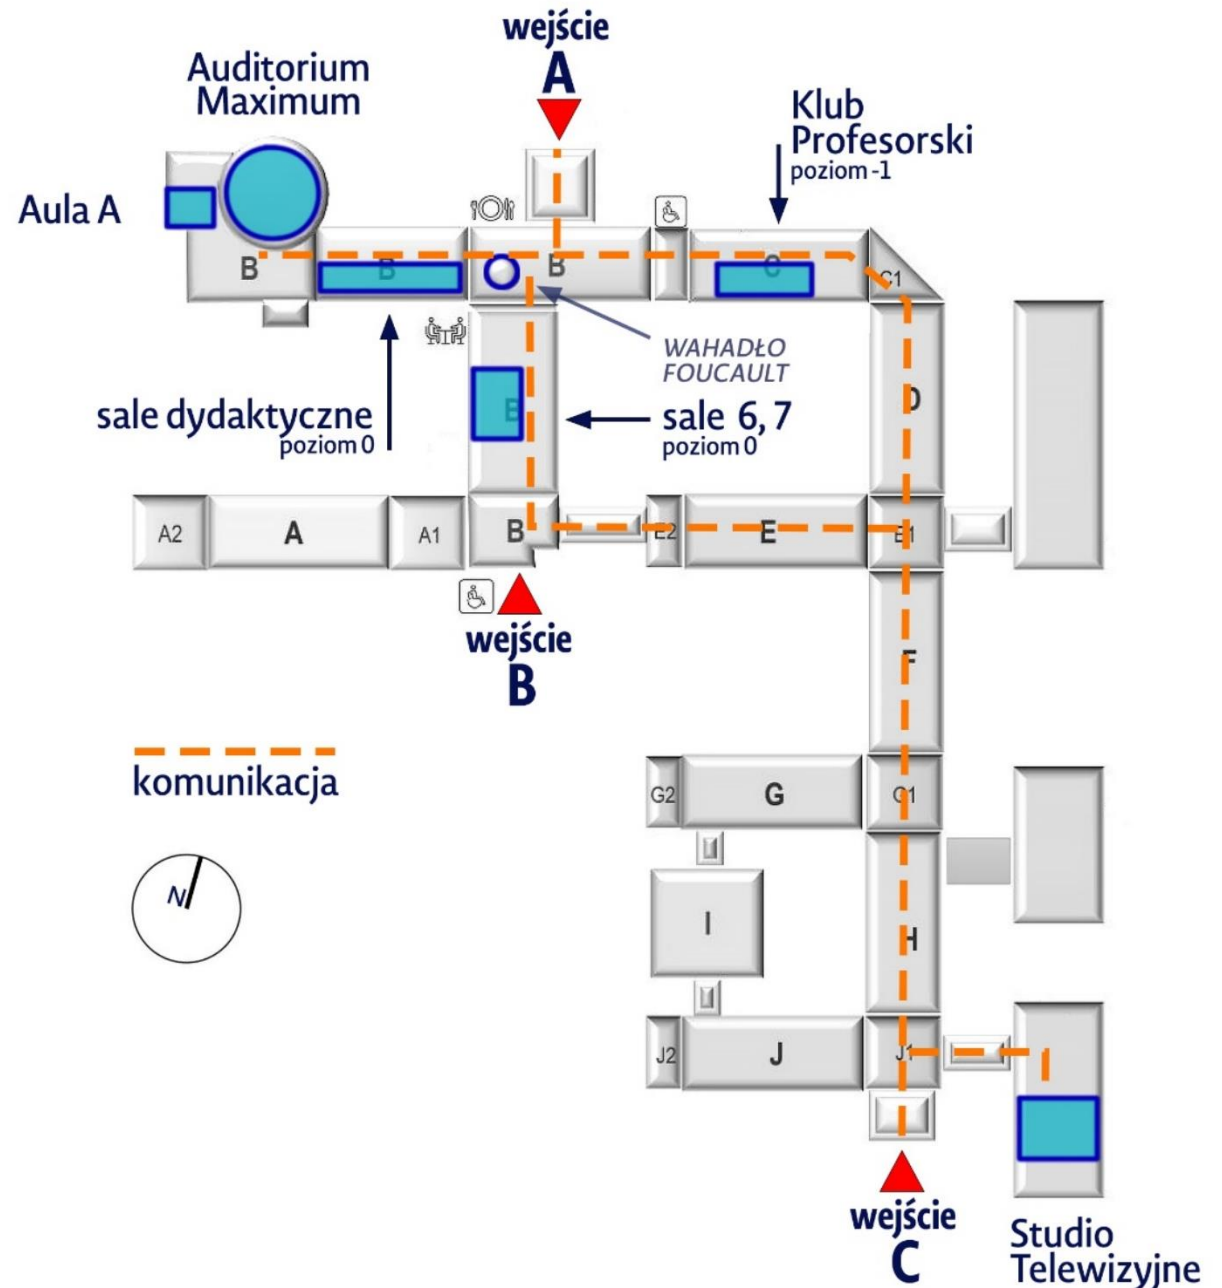 wejście
A
Auditorium
Maximum
Klub
Profesorski
poziom -1
Aula A
B
B
B
C
C1
WAHADŁO
FOUCAULT
D
B
sale dydaktyczne
poziom 0
sale 6, 7
poziom 0
A2
A
A1
B
E2
E
E1
wejście
B
F
komunikacja
G2
G
G1
N
I
H
J2
J
J1
wejście
C
Studio
Telewizyjne